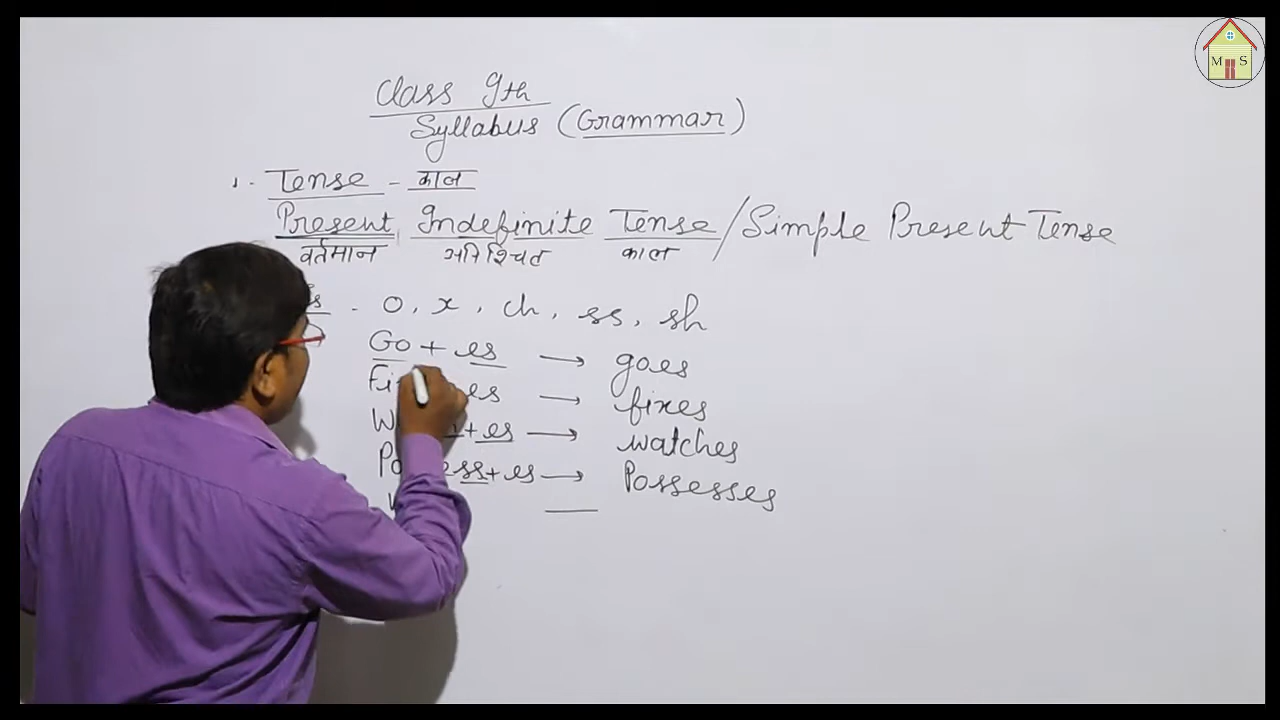 M S
Class 9th
Syllabus (Grammar)
1. Tense - काल
Present Indefinite Tense / Simple Present Tense
वर्तमान अनिश्चित काल
- o, x, ch, ss, sh
Go + es → goes
es → fixes
+ es → watches
+ es → Possesses